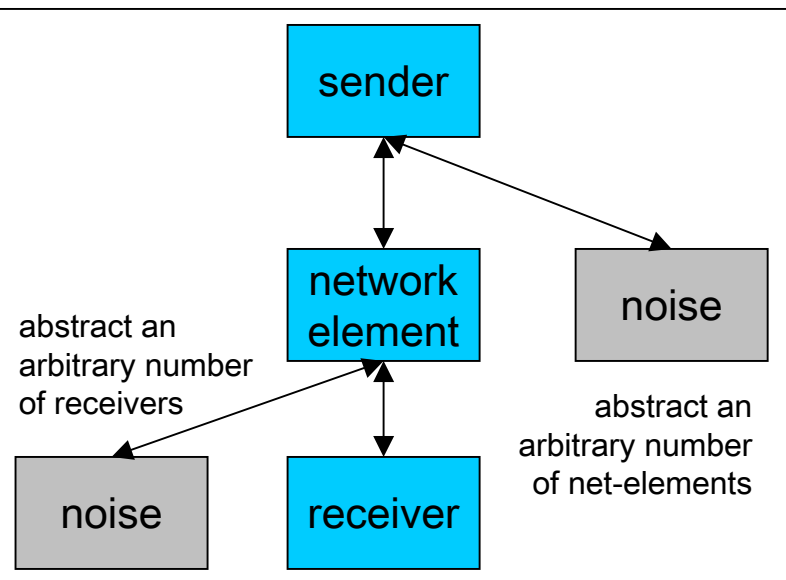 sender
network
element
noise
abstract an
arbitrary number
of receivers
abstract an
arbitrary number
of net-elements
noise
receiver